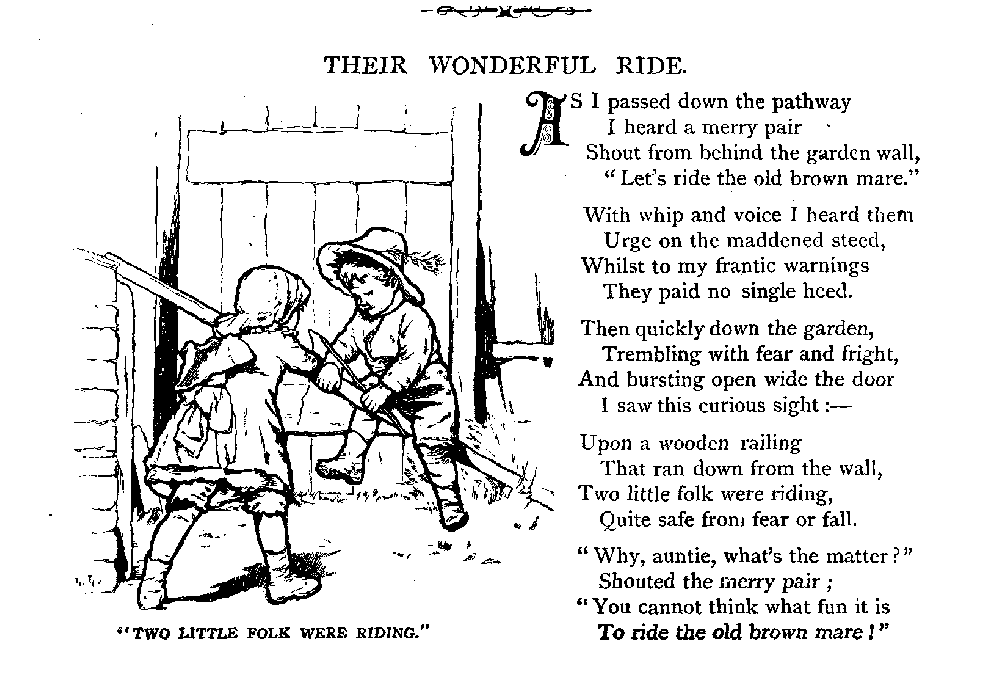 THEIR WONDERFUL RIDE.
AS I passed down the pathway
I heard a merry pair
Shout from behind the garden wall,
"Let's ride the old brown mare."
With whip and voice I heard them
Urge on the maddened steed,
Whilst to my frantic warnings
They paid no single heed.
Then quickly down the garden,
Trembling with fear and fright,
And bursting open wide the door
I saw this curious sight :—
Upon a wooden railing
That ran down from the wall,
Two little folk were riding,
Quite safe from fear or fall.
"Why, auntie, what's the matter?"
Shouted the merry pair;
"You cannot think what fun it is
To ride the old brown mare!"
"TWO LITTLE FOLK WERE RIDING."